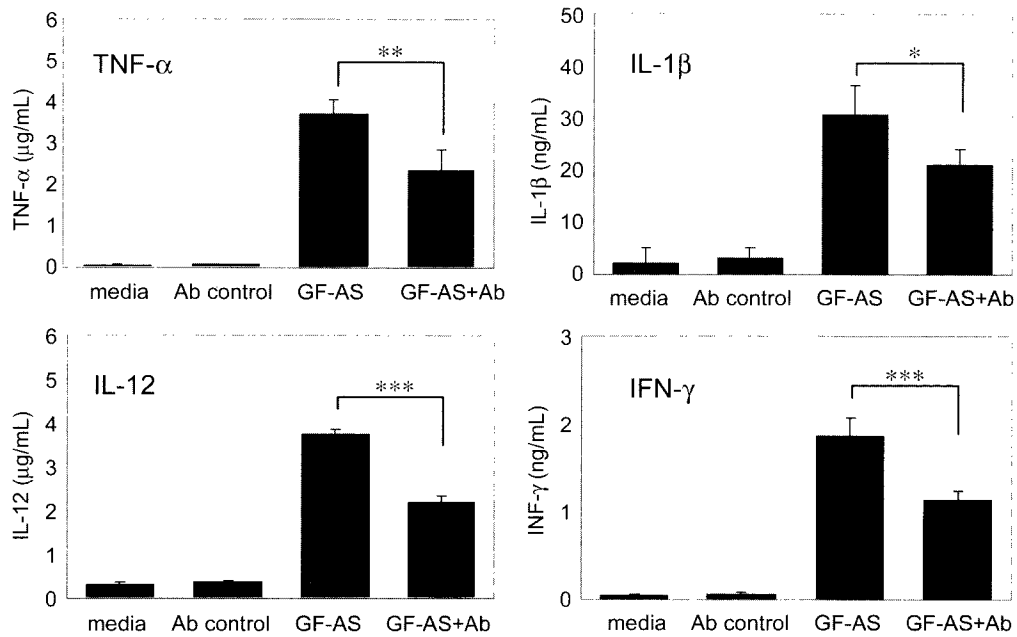 6
5
4
3
2
1
0
TNF-α (μg/mL)
TNF-α
**
media Ab control GF-AS GF-AS+Ab
50
40
30
20
10
0
IL-1β (ng/mL)
IL-1β
*
media Ab control GF-AS GF-AS+Ab
6
5
4
3
2
1
0
IL-12 (μg/mL)
IL-12
***
media Ab control GF-AS GF-AS+Ab
3
2
1
0
INF-γ (ng/mL)
IFN-γ
***
media Ab control GF-AS GF-AS+Ab